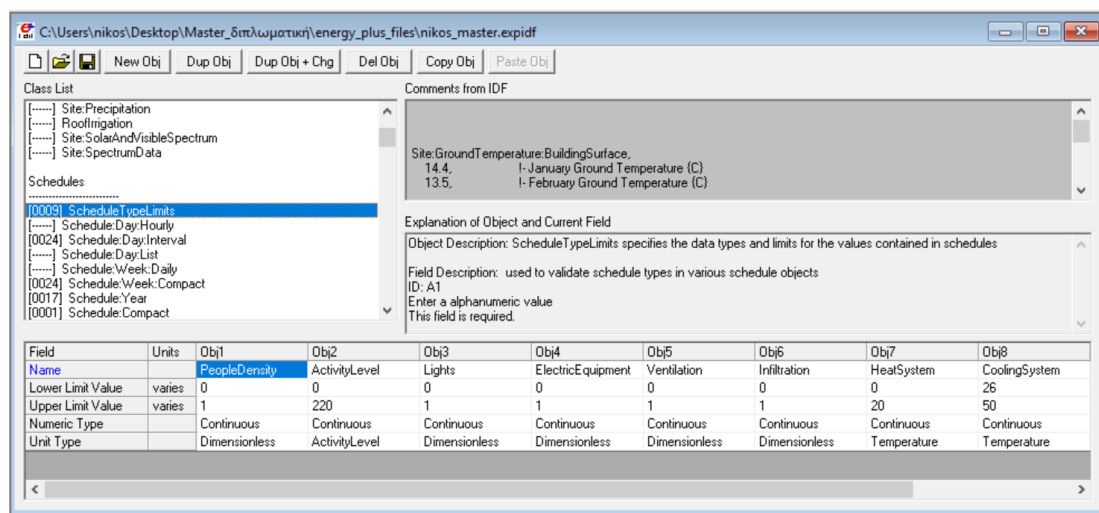 C:\Users\nikos\Desktop\Master_διπλωματική\energy_plus_files\nikos_master.expidf
New Obj Dup Obj Dup Obj + Chg Del Obj Copy Obj Paste Obj
Class List
[------] Site:Precipitation
[------] RoofIrrigation
[------] Site:SolarAndVisibleSpectrum
[------] Site:SpectrumData
Schedules
----------------------------
[0009] ScheduleTypeLimits
[------] Schedule:Day:Hourly
[0024] Schedule:Day:Interval
[------] Schedule:Day:List
[------] Schedule:Week:Daily
[0024] Schedule:Week:Compact
[0017] Schedule:Year
[0001] Schedule:Compact
Comments from IDF
Site:GroundTemperature:BuildingSurface,
14.4, !- January Ground Temperature {C}
13.5, !- February Ground Temperature {C}
Explanation of Object and Current Field
Object Description: ScheduleTypeLimits specifies the data types and limits for the values contained in schedules
Field Description: used to validate schedule types in various schedule objects
ID: A1
Enter a alphanumeric value
This field is required.
Field Units Obj1 Obj2 Obj3 Obj4 Obj5 Obj6 Obj7 Obj8
Name PeopleDensity ActivityLevel Lights ElectricEquipment Ventilation Infiltration HeatSystem CoolingSystem
Lower Limit Value varies 0 0 0 0 0 0 0 26
Upper Limit Value varies 1 220 1 1 1 1 20 50
Numeric Type Continuous Continuous Continuous Continuous Continuous Continuous Continuous Continuous
Unit Type Dimensionless ActivityLevel Dimensionless Dimensionless Dimensionless Dimensionless Temperature Temperature